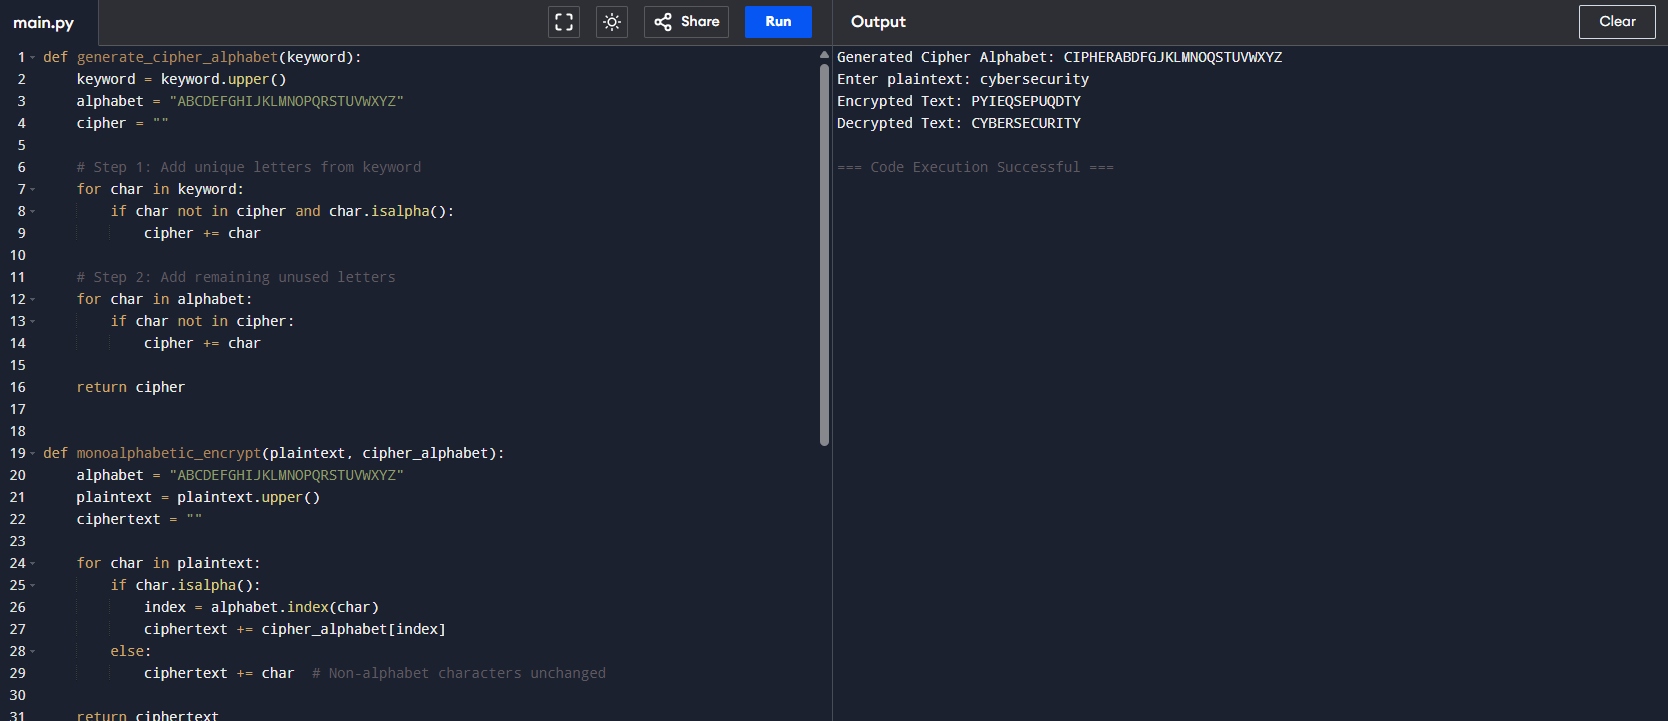 main.py
Share
Run
Output
Clear
1 def generate_cipher_alphabet(keyword):
2     keyword = keyword.upper()
3     alphabet = "ABCDEFGHIJKLMNOPQRSTUVWXYZ"
4     cipher = ""
5
6     # Step 1: Add unique letters from keyword
7     for char in keyword:
8         if char not in cipher and char.isalpha():
9             cipher += char
10
11     # Step 2: Add remaining unused letters
12     for char in alphabet:
13         if char not in cipher:
14             cipher += char
15
16     return cipher
17
18
19 def monoalphabetic_encrypt(plaintext, cipher_alphabet):
20     alphabet = "ABCDEFGHIJKLMNOPQRSTUVWXYZ"
21     plaintext = plaintext.upper()
22     ciphertext = ""
23
24     for char in plaintext:
25         if char.isalpha():
26             index = alphabet.index(char)
27             ciphertext += cipher_alphabet[index]
28         else:
29             ciphertext += char  # Non-alphabet characters unchanged
30
31     return ciphertext
Generated Cipher Alphabet: CIPHERABDFGJKLMNOQSTUVWXYZ
Enter plaintext: cybersecurity
Encrypted Text: PYIEQSEPUQDTY
Decrypted Text: CYBERSECURITY
=== Code Execution Successful ===